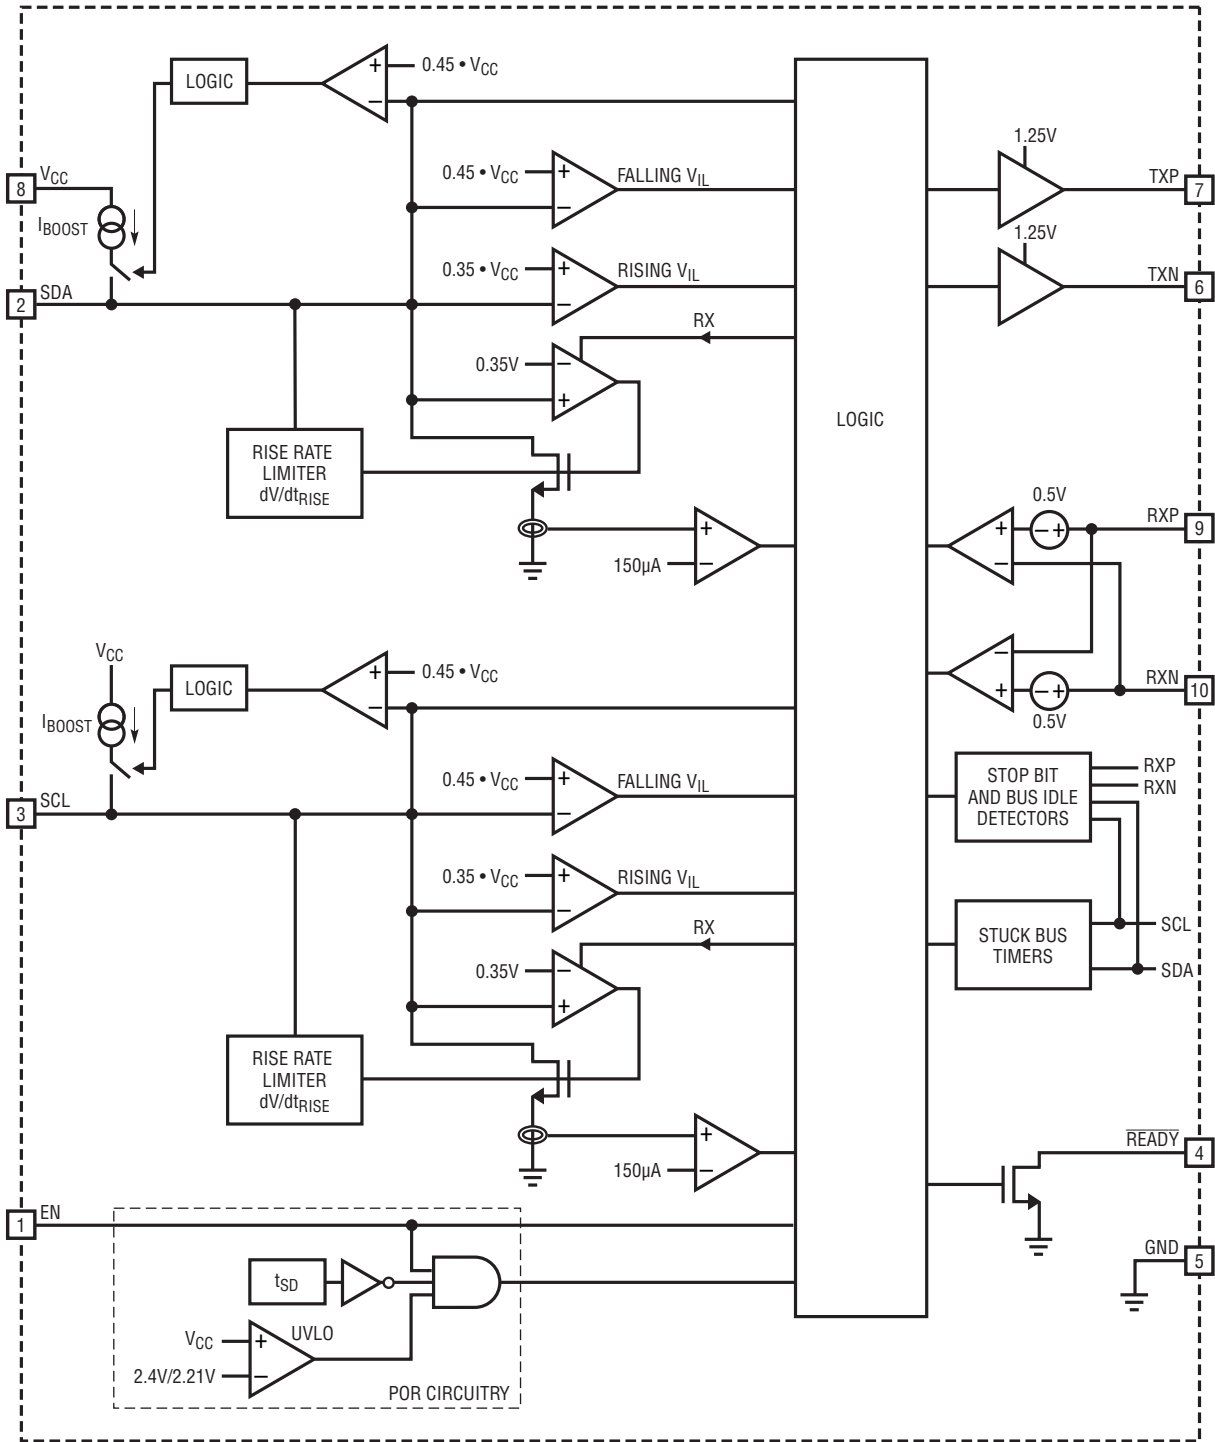 LOGIC
+
0.45 • VCC
−
8
VCC
IBOOST
0.45 • VCC
+
−
FALLING VIL
0.35 • VCC
+
−
RISING VIL
2
SDA
RX
0.35V
−
+
RISE RATE
LIMITER
dV/dtRISE
+
150µA
−
VCC
IBOOST
LOGIC
+
0.45 • VCC
−
0.45 • VCC
+
−
FALLING VIL
3
SCL
0.35 • VCC
+
−
RISING VIL
RX
0.35V
−
+
RISE RATE
LIMITER
dV/dtRISE
+
150µA
−
1
EN
tSD
VCC
+
UVLO
2.4V/2.21V
−
POR CIRCUITRY
LOGIC
1.25V
TXP
7
1.25V
TXN
6
0.5V
+
− +
RXP
9
−
−
+
− +
0.5V
RXN
10
STOP BIT
AND BUS IDLE
DETECTORS
RXP
RXN
STUCK BUS
TIMERS
SCL
SDA
READY
4
GND
5